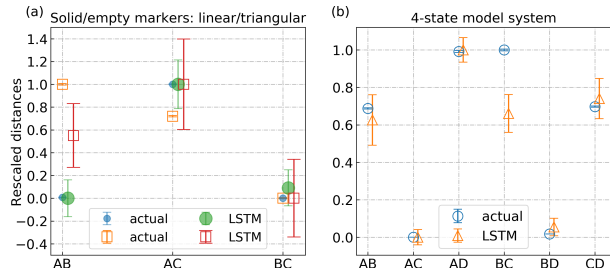 (a) Solid/empty markers: linear/triangular
Rescaled distances
1.4
1.2
1.0
0.8
0.6
0.4
0.2
0.0
−0.2
−0.4
actual LSTM
actual LSTM
AB AC BC
(b) 4-state model system
1.0
0.8
0.6
0.4
0.2
0.0
actual
LSTM
AB AC AD BC BD CD